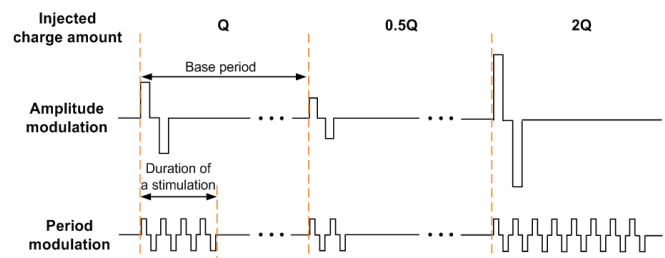 Injected
charge amount
Q
0.5Q
2Q
Base period
Amplitude
modulation
Duration of
a stimulation
Period
modulation